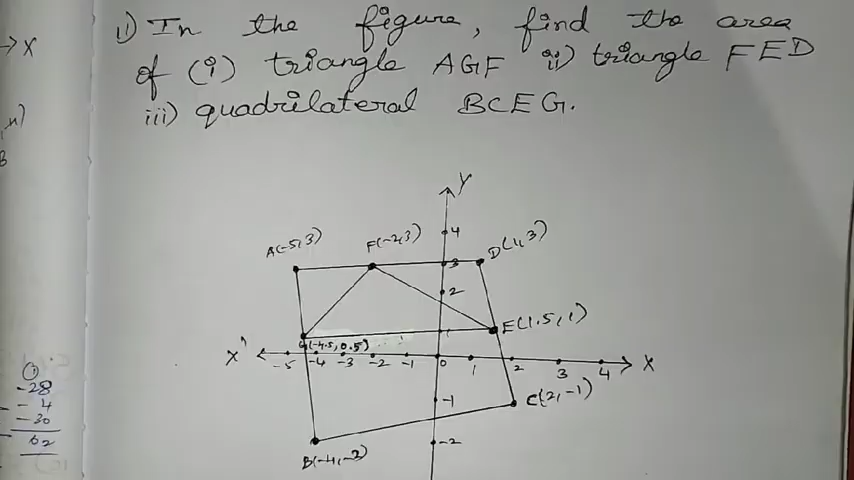 1) In the figure, find the area
of (i) triangle AGF ii) triangle FED
iii) quadrilateral BCEG.
→ X
Y
4
A(-5,3) F(-2,3) D(1,3)
3
2
E(1.5,1)
1
G(-4.5,0.5)
X' -5 -4 -3 -2 -1 0 1 2 3 4 X
-1 C(2,-1)
-2
B(-4,-2)
①
-28
- 4
-30
62